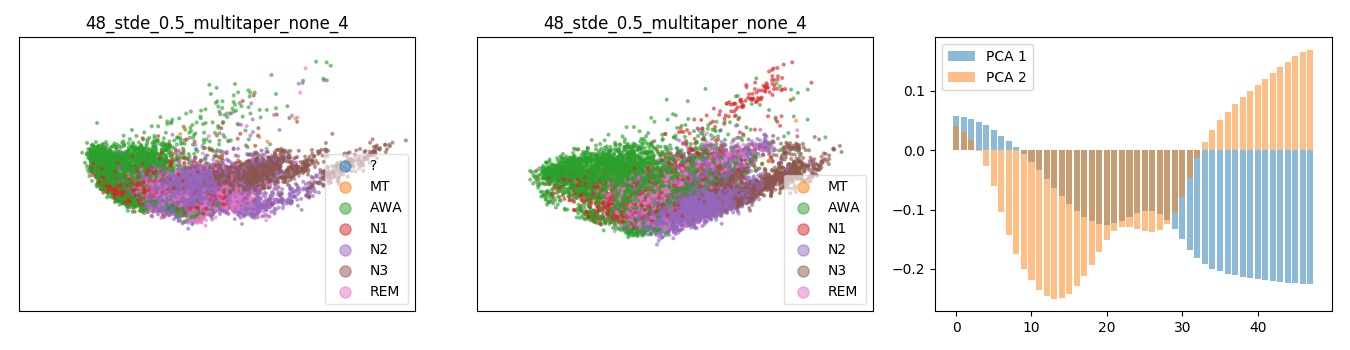 48_stde_0.5_multitaper_none_4
?
MT
AWA
N1
N2
N3
REM
48_stde_0.5_multitaper_none_4
MT
AWA
N1
N2
N3
REM
PCA 1
PCA 2
0.1
0.0
−0.1
−0.2
0
10
20
30
40